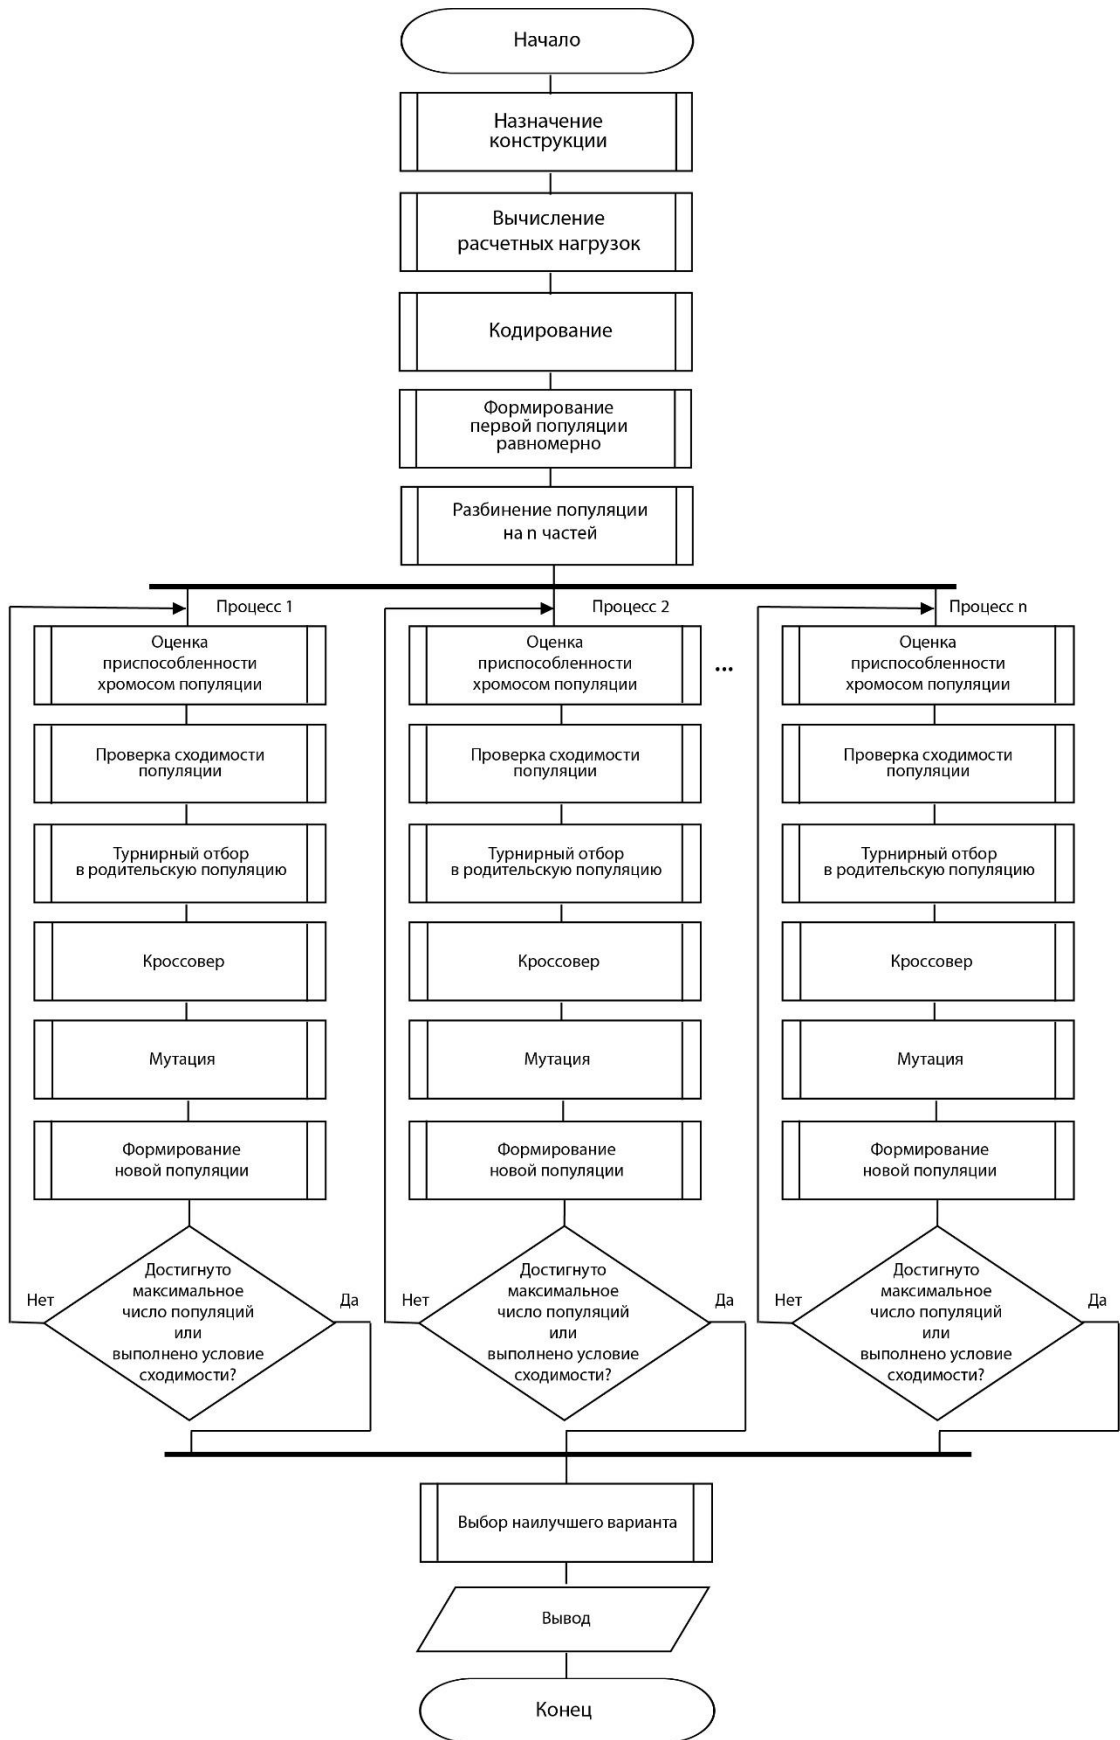 Начало
Назначение
конструкции
Вычисление
расчетных нагрузок
Кодирование
Формирование
первой популяции
равномерно
Разбинение популяции
на n частей
Процесс 1
Оценка
приспособленности
хромосом популяции
Проверка сходимости
популяции
Турнирный отбор
в родительскую популяцию
Кроссовер
Мутация
Формирование
новой популяции
Достигнуто
максимальное
число популяций
или
выполнено условие
сходимости?
Нет
Да
Процесс 2
Оценка
приспособленности
хромосом популяции
Проверка сходимости
популяции
Турнирный отбор
в родительскую популяцию
Кроссовер
Мутация
Формирование
новой популяции
Достигнуто
максимальное
число популяций
или
выполнено условие
сходимости?
Нет
Да
...
Процесс n
Оценка
приспособленности
хромосом популяции
Проверка сходимости
популяции
Турнирный отбор
в родительскую популяцию
Кроссовер
Мутация
Формирование
новой популяции
Достигнуто
максимальное
число популяций
или
выполнено условие
сходимости?
Нет
Да
Выбор наилучшего варианта
Вывод
Конец